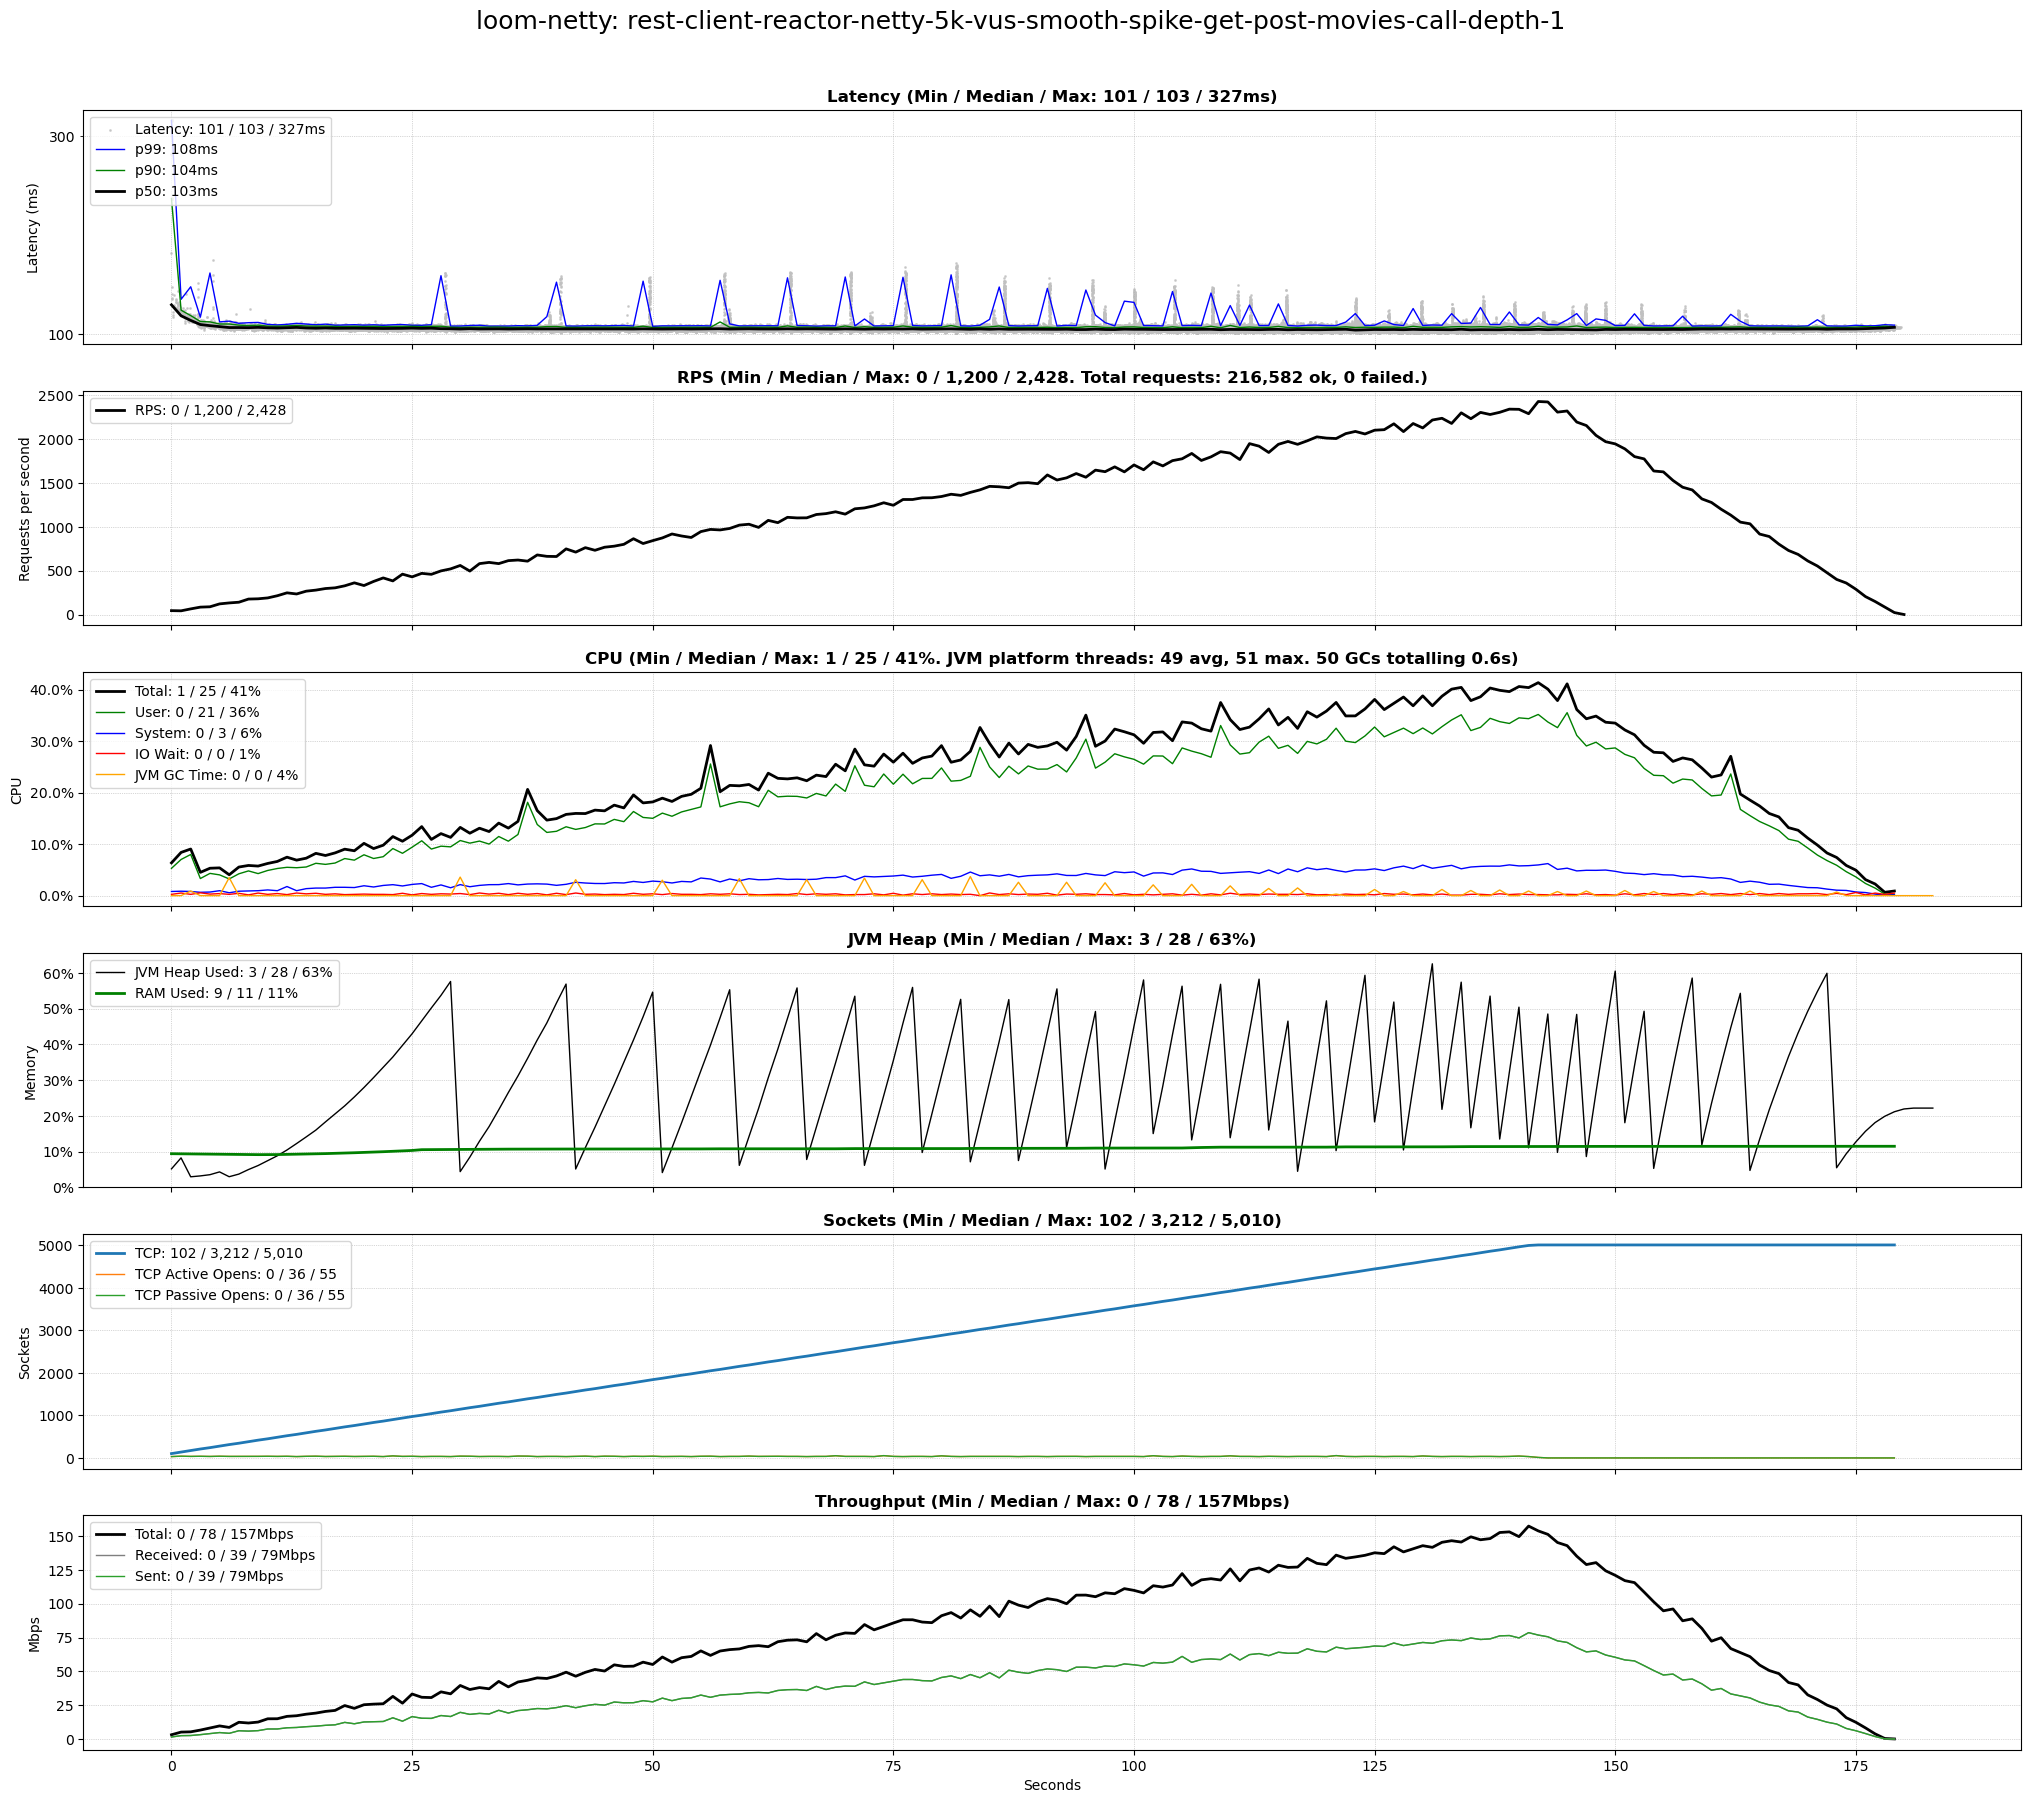 loom-netty: rest-client-reactor-netty-5k-vus-smooth-spike-get-post-movies-call-depth-1
Latency (Min / Median / Max: 101 / 103 / 327ms)
Latency (ms)
300
100
Latency: 101 / 103 / 327ms
p99: 108ms
p90: 104ms
p50: 103ms
RPS (Min / Median / Max: 0 / 1,200 / 2,428. Total requests: 216,582 ok, 0 failed.)
Requests per second
2500
2000
1500
1000
500
0
RPS: 0 / 1,200 / 2,428
CPU (Min / Median / Max: 1 / 25 / 41%. JVM platform threads: 49 avg, 51 max. 50 GCs totalling 0.6s)
CPU
40.0%
30.0%
20.0%
10.0%
0.0%
Total: 1 / 25 / 41%
User: 0 / 21 / 36%
System: 0 / 3 / 6%
IO Wait: 0 / 0 / 1%
JVM GC Time: 0 / 0 / 4%
JVM Heap (Min / Median / Max: 3 / 28 / 63%)
Memory
60%
50%
40%
30%
20%
10%
0%
JVM Heap Used: 3 / 28 / 63%
RAM Used: 9 / 11 / 11%
Sockets (Min / Median / Max: 102 / 3,212 / 5,010)
Sockets
5000
4000
3000
2000
1000
0
TCP: 102 / 3,212 / 5,010
TCP Active Opens: 0 / 36 / 55
TCP Passive Opens: 0 / 36 / 55
Throughput (Min / Median / Max: 0 / 78 / 157Mbps)
Mbps
150
125
100
75
50
25
0
Total: 0 / 78 / 157Mbps
Received: 0 / 39 / 79Mbps
Sent: 0 / 39 / 79Mbps
0 25 50 75 100 125 150 175
Seconds